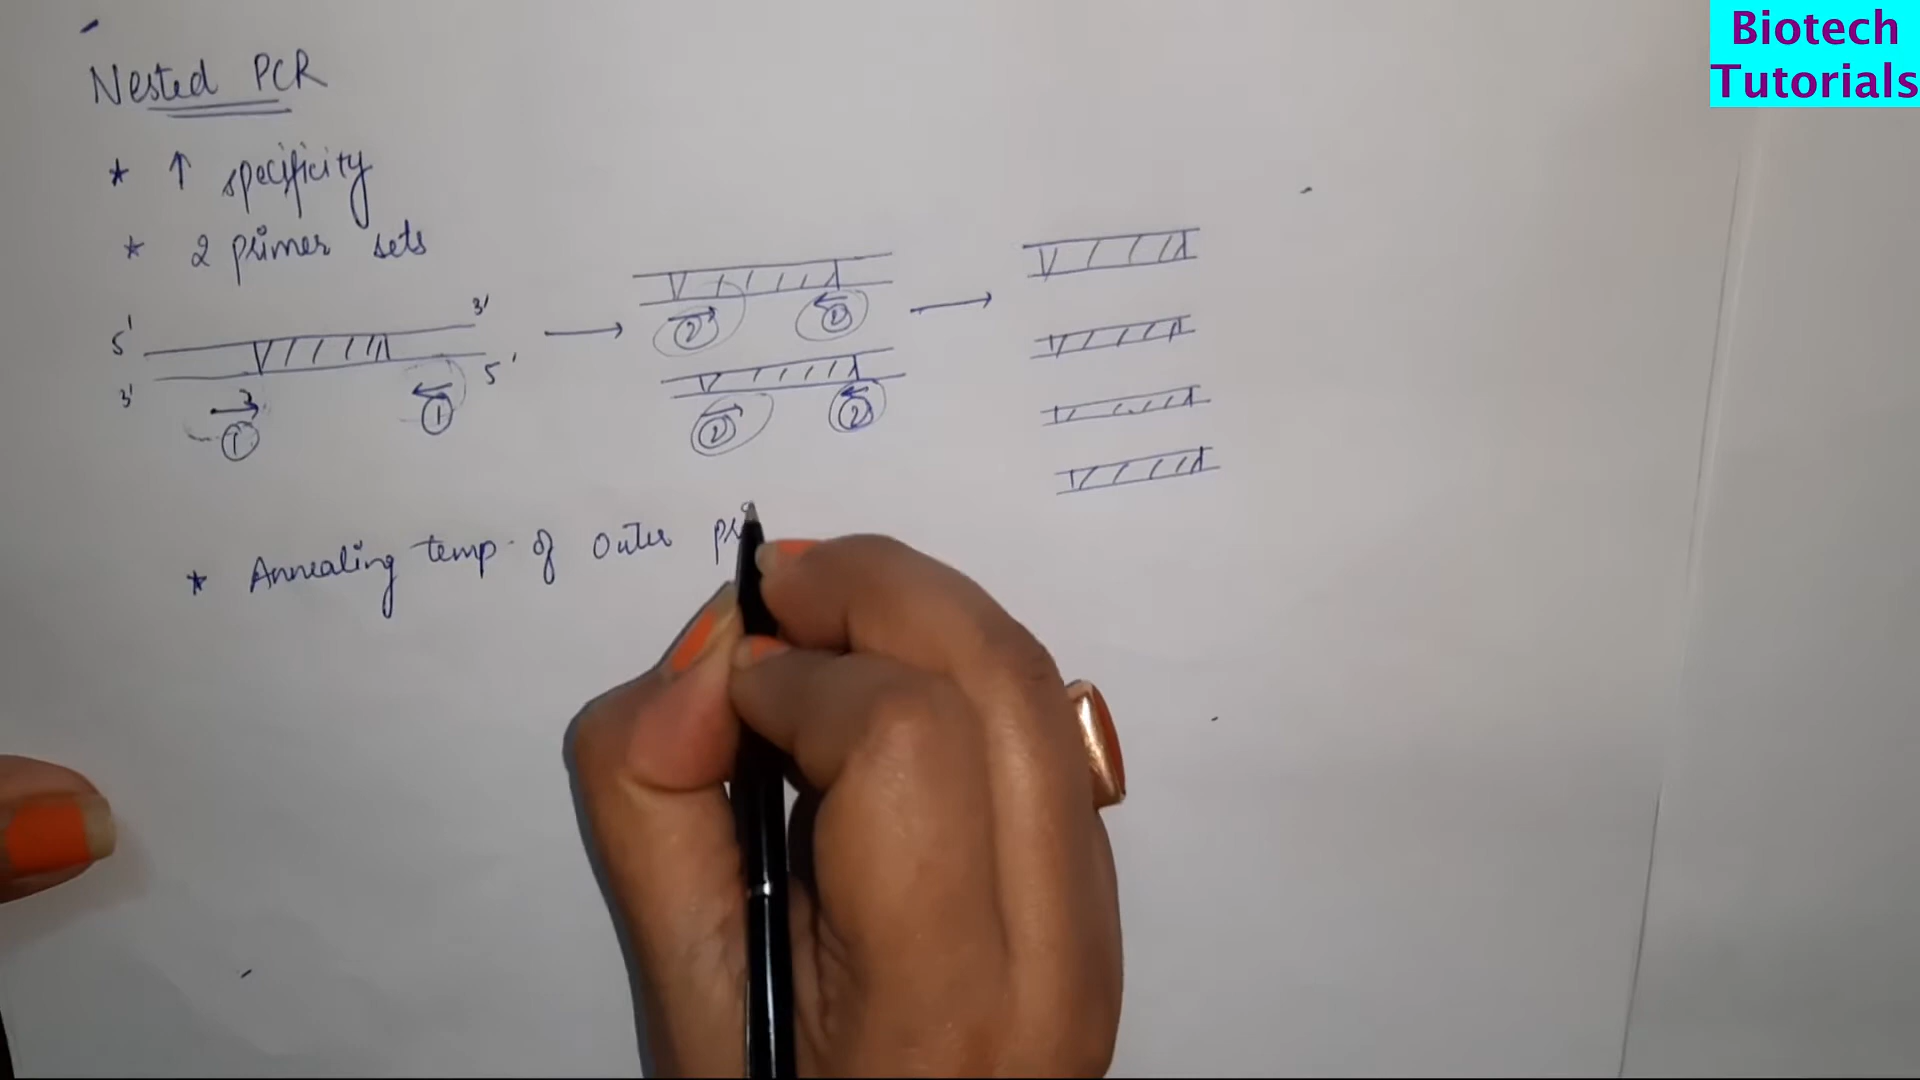 Biotech
Tutorials
Nested PCR
* ↑ specificity
* 2 primer sets
5' 3'
3' 5'
1 1
2 2
2 2
* Annealing temp. of outer pri